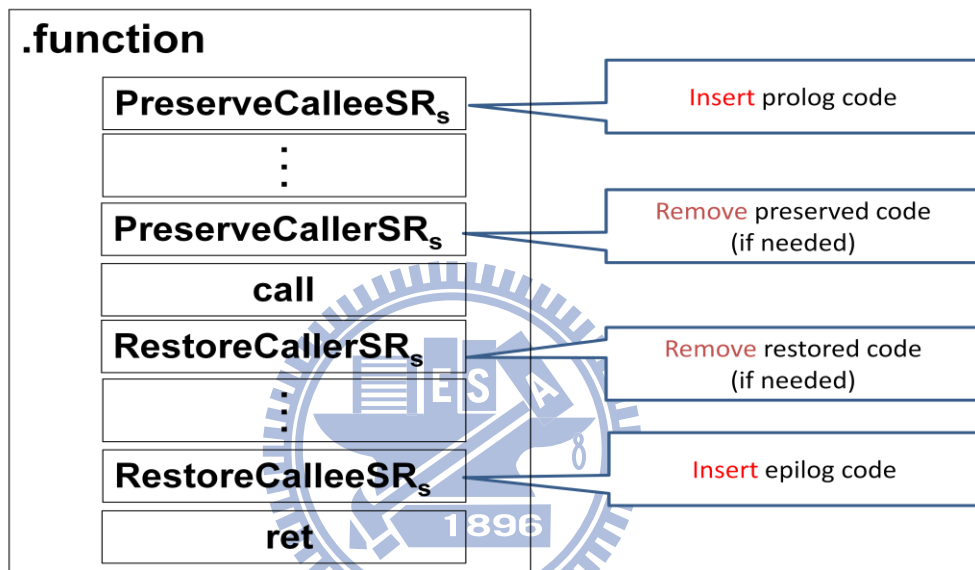 .function
PreserveCalleeSRs
Insert prolog code
⋮
PreserveCallerSRs
Remove preserved code
(if needed)
call
RestoreCallerSRs
Remove restored code
(if needed)
⋮
RestoreCalleeSRs
Insert epilog code
ret
E S A
8
1896